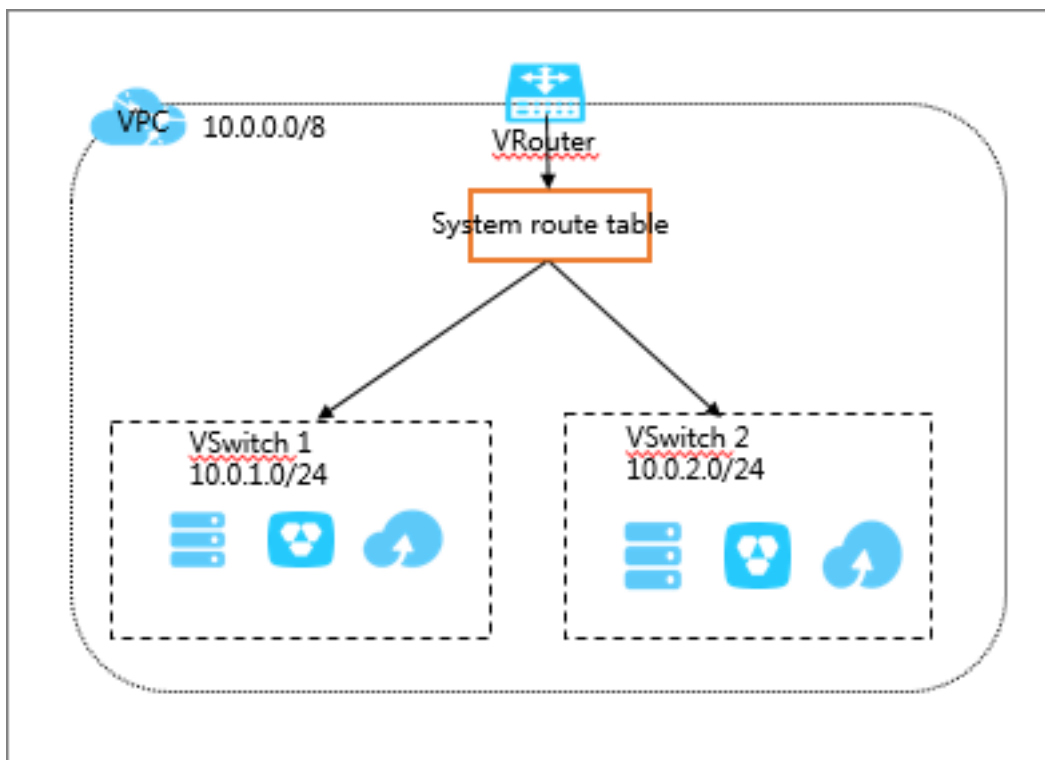 VPC
10.0.0.0/8
VRouter
System route table
VSwitch 1
10.0.1.0/24
VSwitch 2
10.0.2.0/24